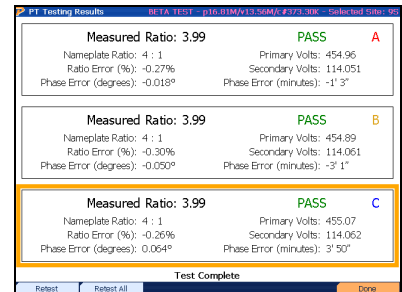 PT Testing Results BETA TEST - p16.81M/v13.56M/c#373.30K - Selected Site: 9S
Measured Ratio: 3.99 PASS A
Nameplate Ratio: 4 : 1 Primary Volts: 454.96
Ratio Error (%): -0.27% Secondary Volts: 114.051
Phase Error (degrees): -0.018º Phase Error (minutes): -1' 3"
Measured Ratio: 3.99 PASS B
Nameplate Ratio: 4 : 1 Primary Volts: 454.89
Ratio Error (%): -0.30% Secondary Volts: 114.061
Phase Error (degrees): -0.050º Phase Error (minutes): -3' 1"
Measured Ratio: 3.99 PASS C
Nameplate Ratio: 4 : 1 Primary Volts: 455.07
Ratio Error (%): -0.26% Secondary Volts: 114.062
Phase Error (degrees): 0.064º Phase Error (minutes): 3' 50"
Test Complete
Retest Retest All Done